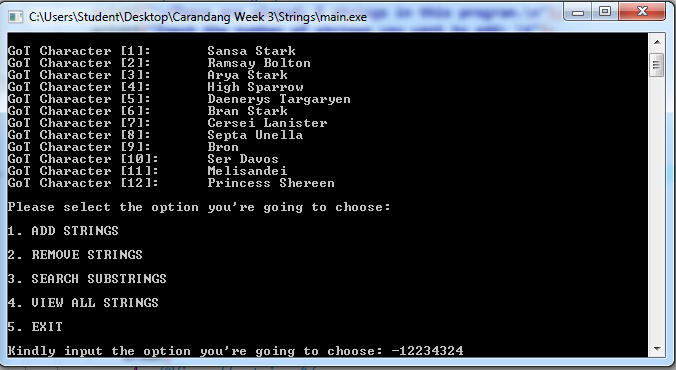 C:\Users\Student\Desktop\Carandang Week 3\Strings\main.exe
GoT Character [1]: Sansa Stark
GoT Character [2]: Ramsay Bolton
GoT Character [3]: Arya Stark
GoT Character [4]: High Sparrow
GoT Character [5]: Daenerys Targaryen
GoT Character [6]: Bran Stark
GoT Character [7]: Cersei Lanister
GoT Character [8]: Septa Unella
GoT Character [9]: Bron
GoT Character [10]: Ser Davos
GoT Character [11]: Melisandei
GoT Character [12]: Princess Shereen
Please select the option you're going to choose:
1. ADD STRINGS
2. REMOVE STRINGS
3. SEARCH SUBSTRINGS
4. VIEW ALL STRINGS
5. EXIT
Kindly input the option you're going to choose: -12234324